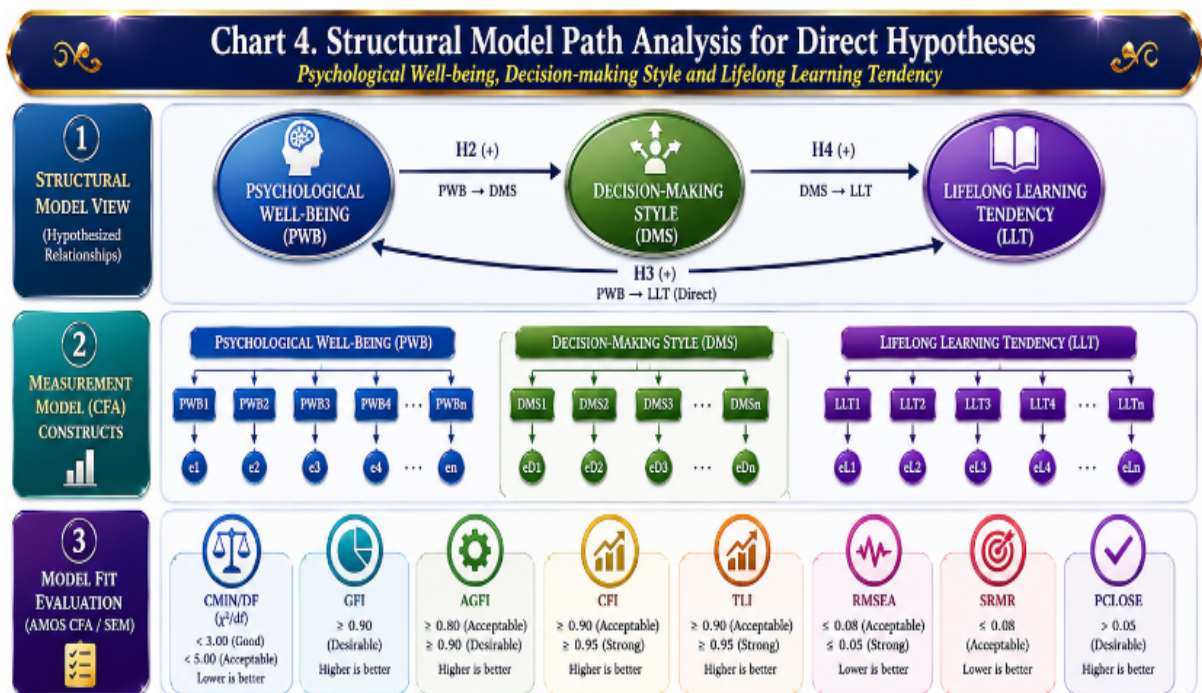 Chart 4. Structural Model Path Analysis for Direct Hypotheses
Psychological Well-being, Decision-making Style and Lifelong Learning Tendency
1
STRUCTURAL
MODEL VIEW
(Hypothesized
Relationships)
PSYCHOLOGICAL
WELL-BEING
(PWB)
H2 (+)
PWB → DMS
DECISION-MAKING
STYLE
(DMS)
H4 (+)
DMS → LLT
LIFELONG LEARNING
TENDENCY
(LLT)
H3 (+)
PWB → LLT (Direct)
2
MEASUREMENT
MODEL (CFA)
CONSTRUCTS
PSYCHOLOGICAL WELL-BEING (PWB)
PWB1 PWB2 PWB3 PWB4 ... PWBn
e1 e2 e3 e4 ... en
DECISION-MAKING STYLE (DMS)
DMS1 DMS2 DMS3 ... DMSn
eD1 eD2 eD3 ... eDn
LIFELONG LEARNING TENDENCY (LLT)
LLT1 LLT2 LLT3 LLT4 ... LLTn
eL1 eL2 eL3 eL4 ... eLn
3
MODEL FIT
EVALUATION
(AMOS CFA / SEM)
CMIN/DF
(χ²/df)
< 3.00 (Good)
< 5.00 (Acceptable)
Lower is better
GFI
≥ 0.90
(Desirable)
Higher is better
AGFI
≥ 0.80 (Acceptable)
≥ 0.90 (Desirable)
Higher is better
CFI
≥ 0.90 (Acceptable)
≥ 0.95 (Strong)
Higher is better
TLI
≥ 0.90 (Acceptable)
≥ 0.95 (Strong)
Higher is better
RMSEA
≤ 0.08 (Acceptable)
≤ 0.05 (Strong)
Lower is better
SRMR
≤ 0.08
(Acceptable)
Lower is better
PCLOSE
> 0.05
(Desirable)
Higher is better